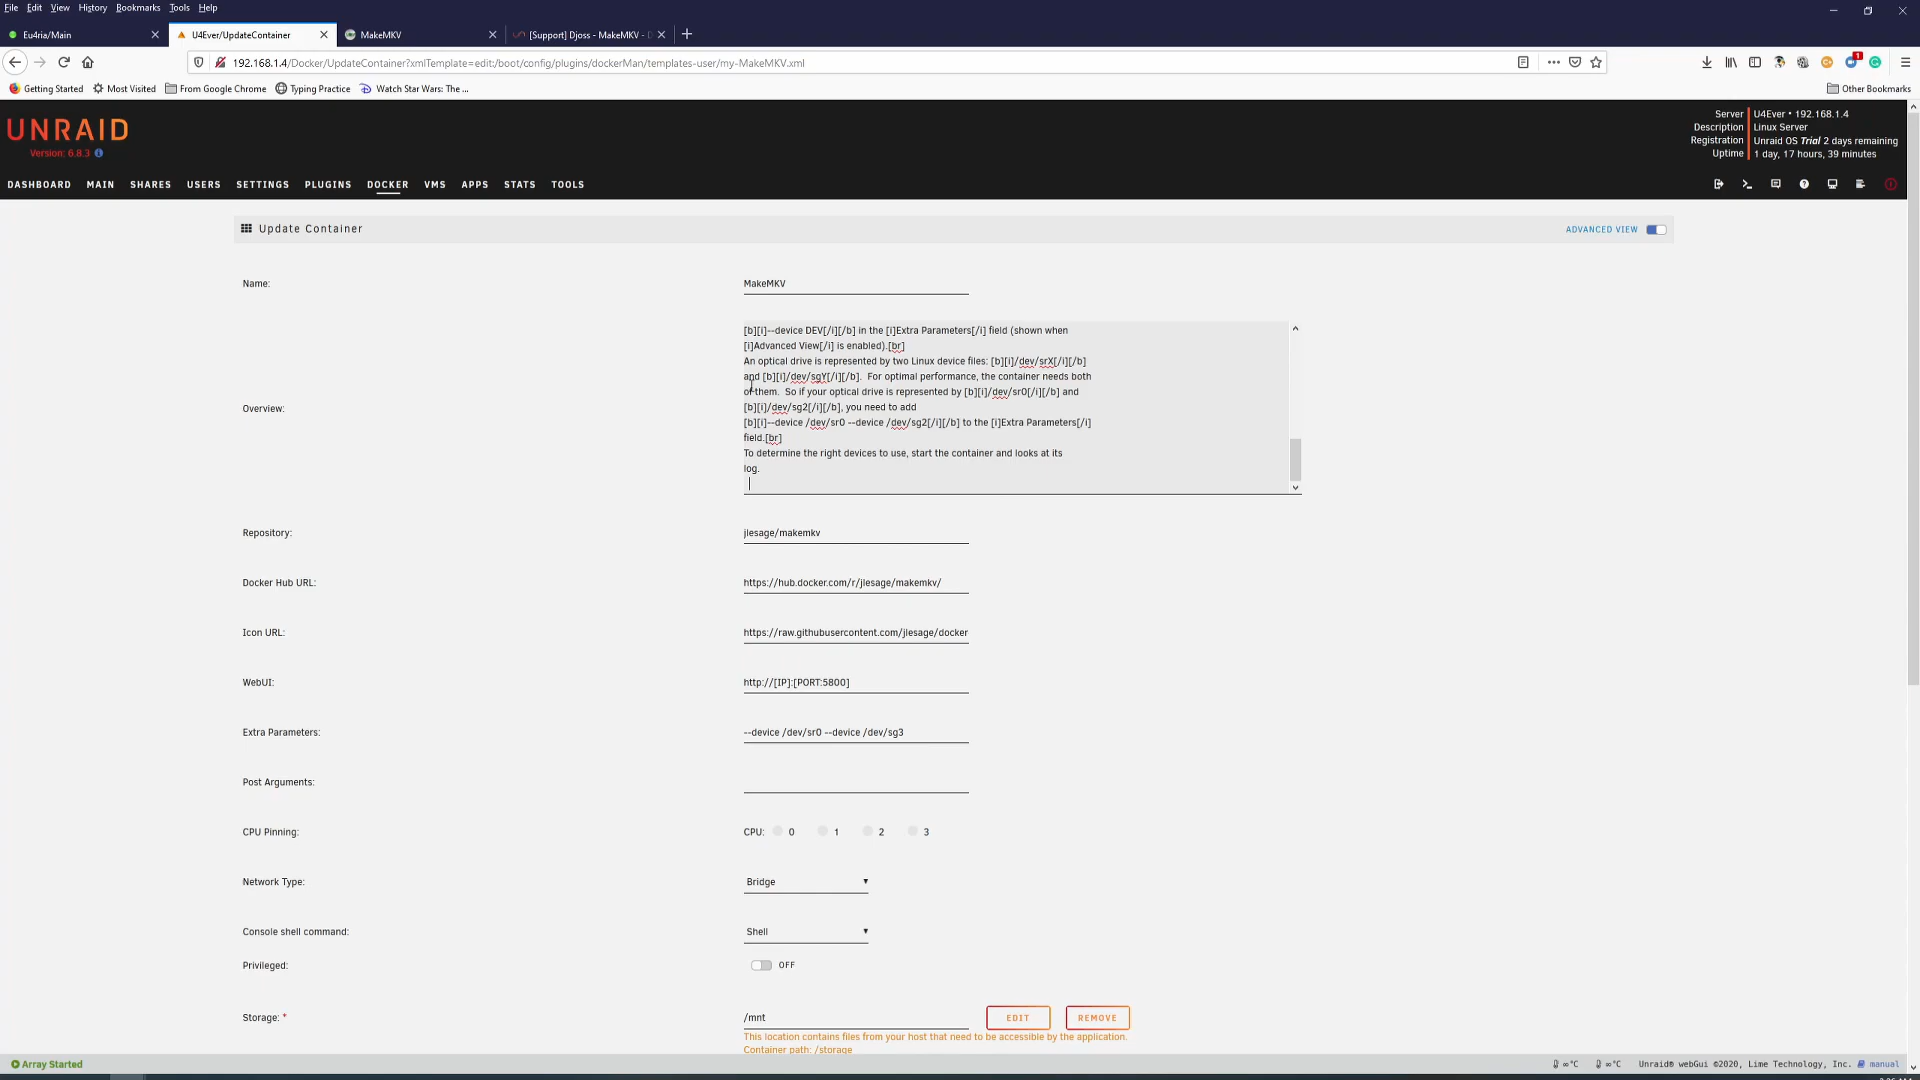 File Edit View History Bookmarks Tools Help
Eu4ria/Main
U4Ever/UpdateContainer
MakeMKV
[Support] Djoss - MakeMKV -
192.168.1.4/Docker/UpdateContainer?xmlTemplate=edit:/boot/config/plugins/dockerMan/templates-user/my-MakeMKV.xml
1
Getting Started Most Visited From Google Chrome Typing Practice Watch Star Wars: The ... Other Bookmarks
UNRAID
Version: 6.8.3
Server U4Ever • 192.168.1.4
Description Linux Server
Registration Unraid OS Trial 2 days remaining
Uptime 1 day, 17 hours, 39 minutes
DASHBOARD MAIN SHARES USERS SETTINGS PLUGINS DOCKER VMS APPS STATS TOOLS
Update Container
ADVANCED VIEW
Name: MakeMKV
Overview:
[b][i]--device DEV[/i][/b] in the [i]Extra Parameters[/i] field (shown when
[i]Advanced View[/i] is enabled).[br]
An optical drive is represented by two Linux device files: [b][i]/dev/srX[/i][/b]
and [b][i]/dev/sgY[/i][/b].  For optimal performance, the container needs both
of them.  So if your optical drive is represented by [b][i]/dev/sr0[/i][/b] and
[b][i]/dev/sg2[/i][/b], you need to add
[b][i]--device /dev/sr0 --device /dev/sg2[/i][/b] to the [i]Extra Parameters[/i]
field.[br]
To determine the right devices to use, start the container and looks at its
log.
Repository: jlesage/makemkv
Docker Hub URL: https://hub.docker.com/r/jlesage/makemkv/
Icon URL: https://raw.githubusercontent.com/jlesage/docker
WebUI: http://[IP]:[PORT:5800]
Extra Parameters: --device /dev/sr0 --device /dev/sg3
Post Arguments:
CPU Pinning: CPU: 0 1 2 3
Network Type: Bridge
Console shell command: Shell
Privileged: OFF
Storage: * /mnt EDIT REMOVE
This location contains files from your host that need to be accessible by the application.
Container path: /storage
Array Started
∞°C ∞°C Unraid® webGui ©2020, Lime Technology, Inc. manual